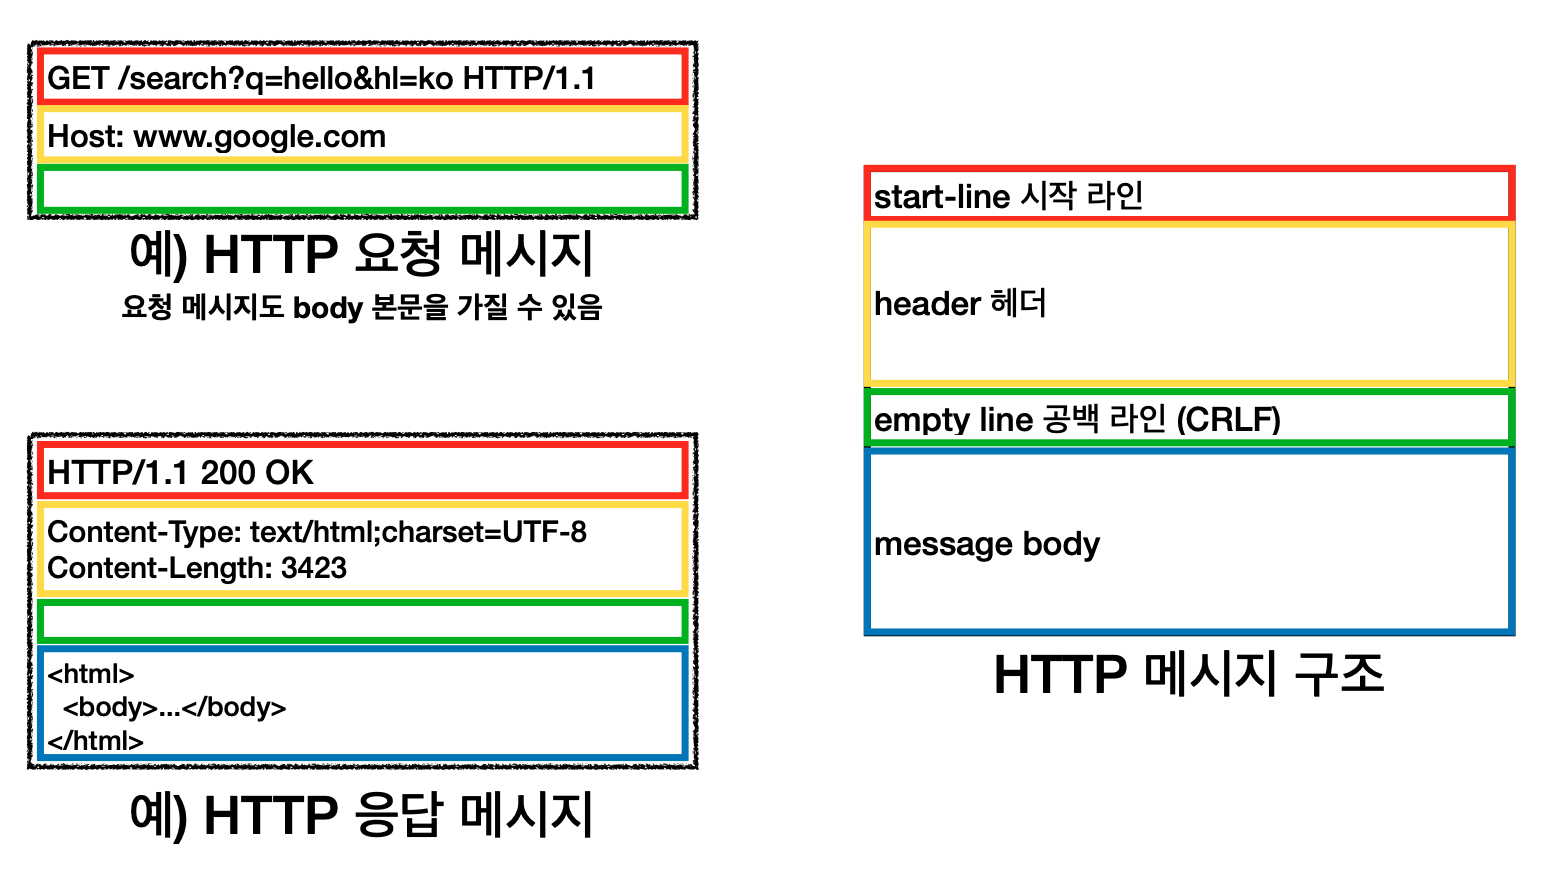 GET /search?q=hello&hl=ko HTTP/1.1
Host: www.google.com
예) HTTP 요청 메시지
요청 메시지도 body 본문을 가질 수 있음
HTTP/1.1 200 OK
Content-Type: text/html;charset=UTF-8
Content-Length: 3423
<html>
<body>...</body>
</html>
예) HTTP 응답 메시지
start-line 시작 라인
header 헤더
empty line 공백 라인 (CRLF)
message body
HTTP 메시지 구조